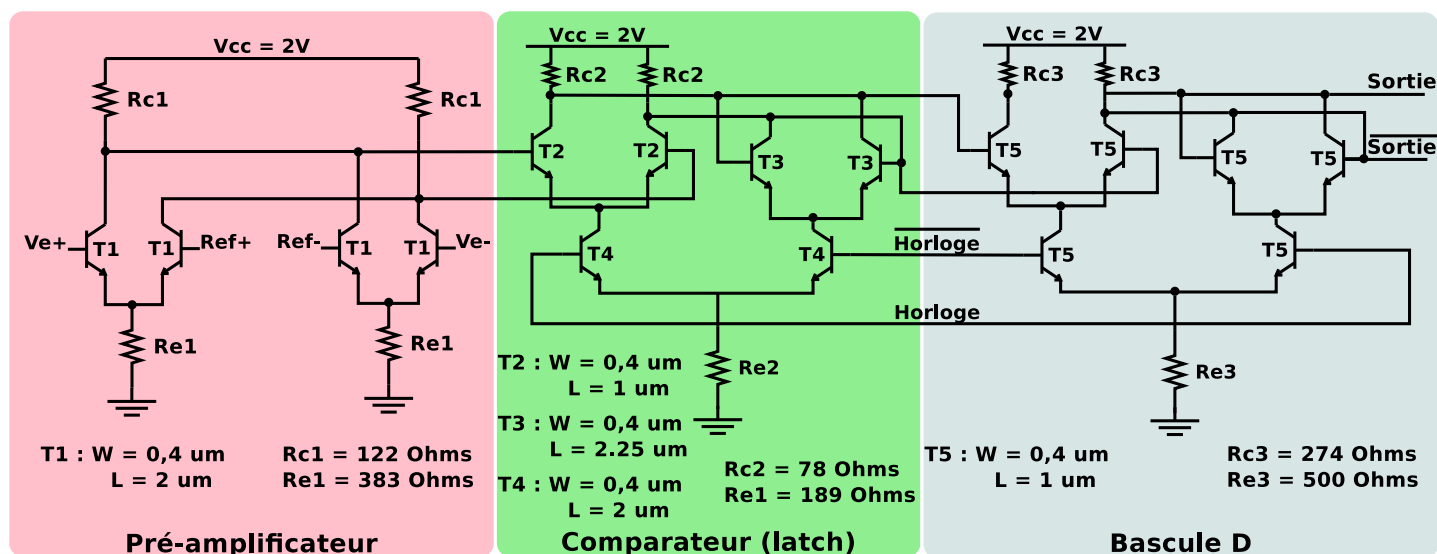 Vcc = 2V
Rc1
Rc1
Ve+
T1
T1
Ref+
Ref-
T1
T1
Ve-
Re1
Re1
T1 : W = 0,4 um
L = 2 um
Rc1 = 122 Ohms
Re1 = 383 Ohms
Pré-amplificateur
Vcc = 2V
Rc2
Rc2
T2
T2
T3
T3
T4
T4
Horloge
Horloge
Re2
T2 : W = 0,4 um
L = 1 um
T3 : W = 0,4 um
L = 2.25 um
T4 : W = 0,4 um
L = 2 um
Rc2 = 78 Ohms
Re1 = 189 Ohms
Comparateur (latch)
Vcc = 2V
Rc3
Rc3
Sortie
Sortie
T5
T5
T5
T5
T5
T5
Re3
T5 : W = 0,4 um
L = 1 um
Rc3 = 274 Ohms
Re3 = 500 Ohms
Bascule D